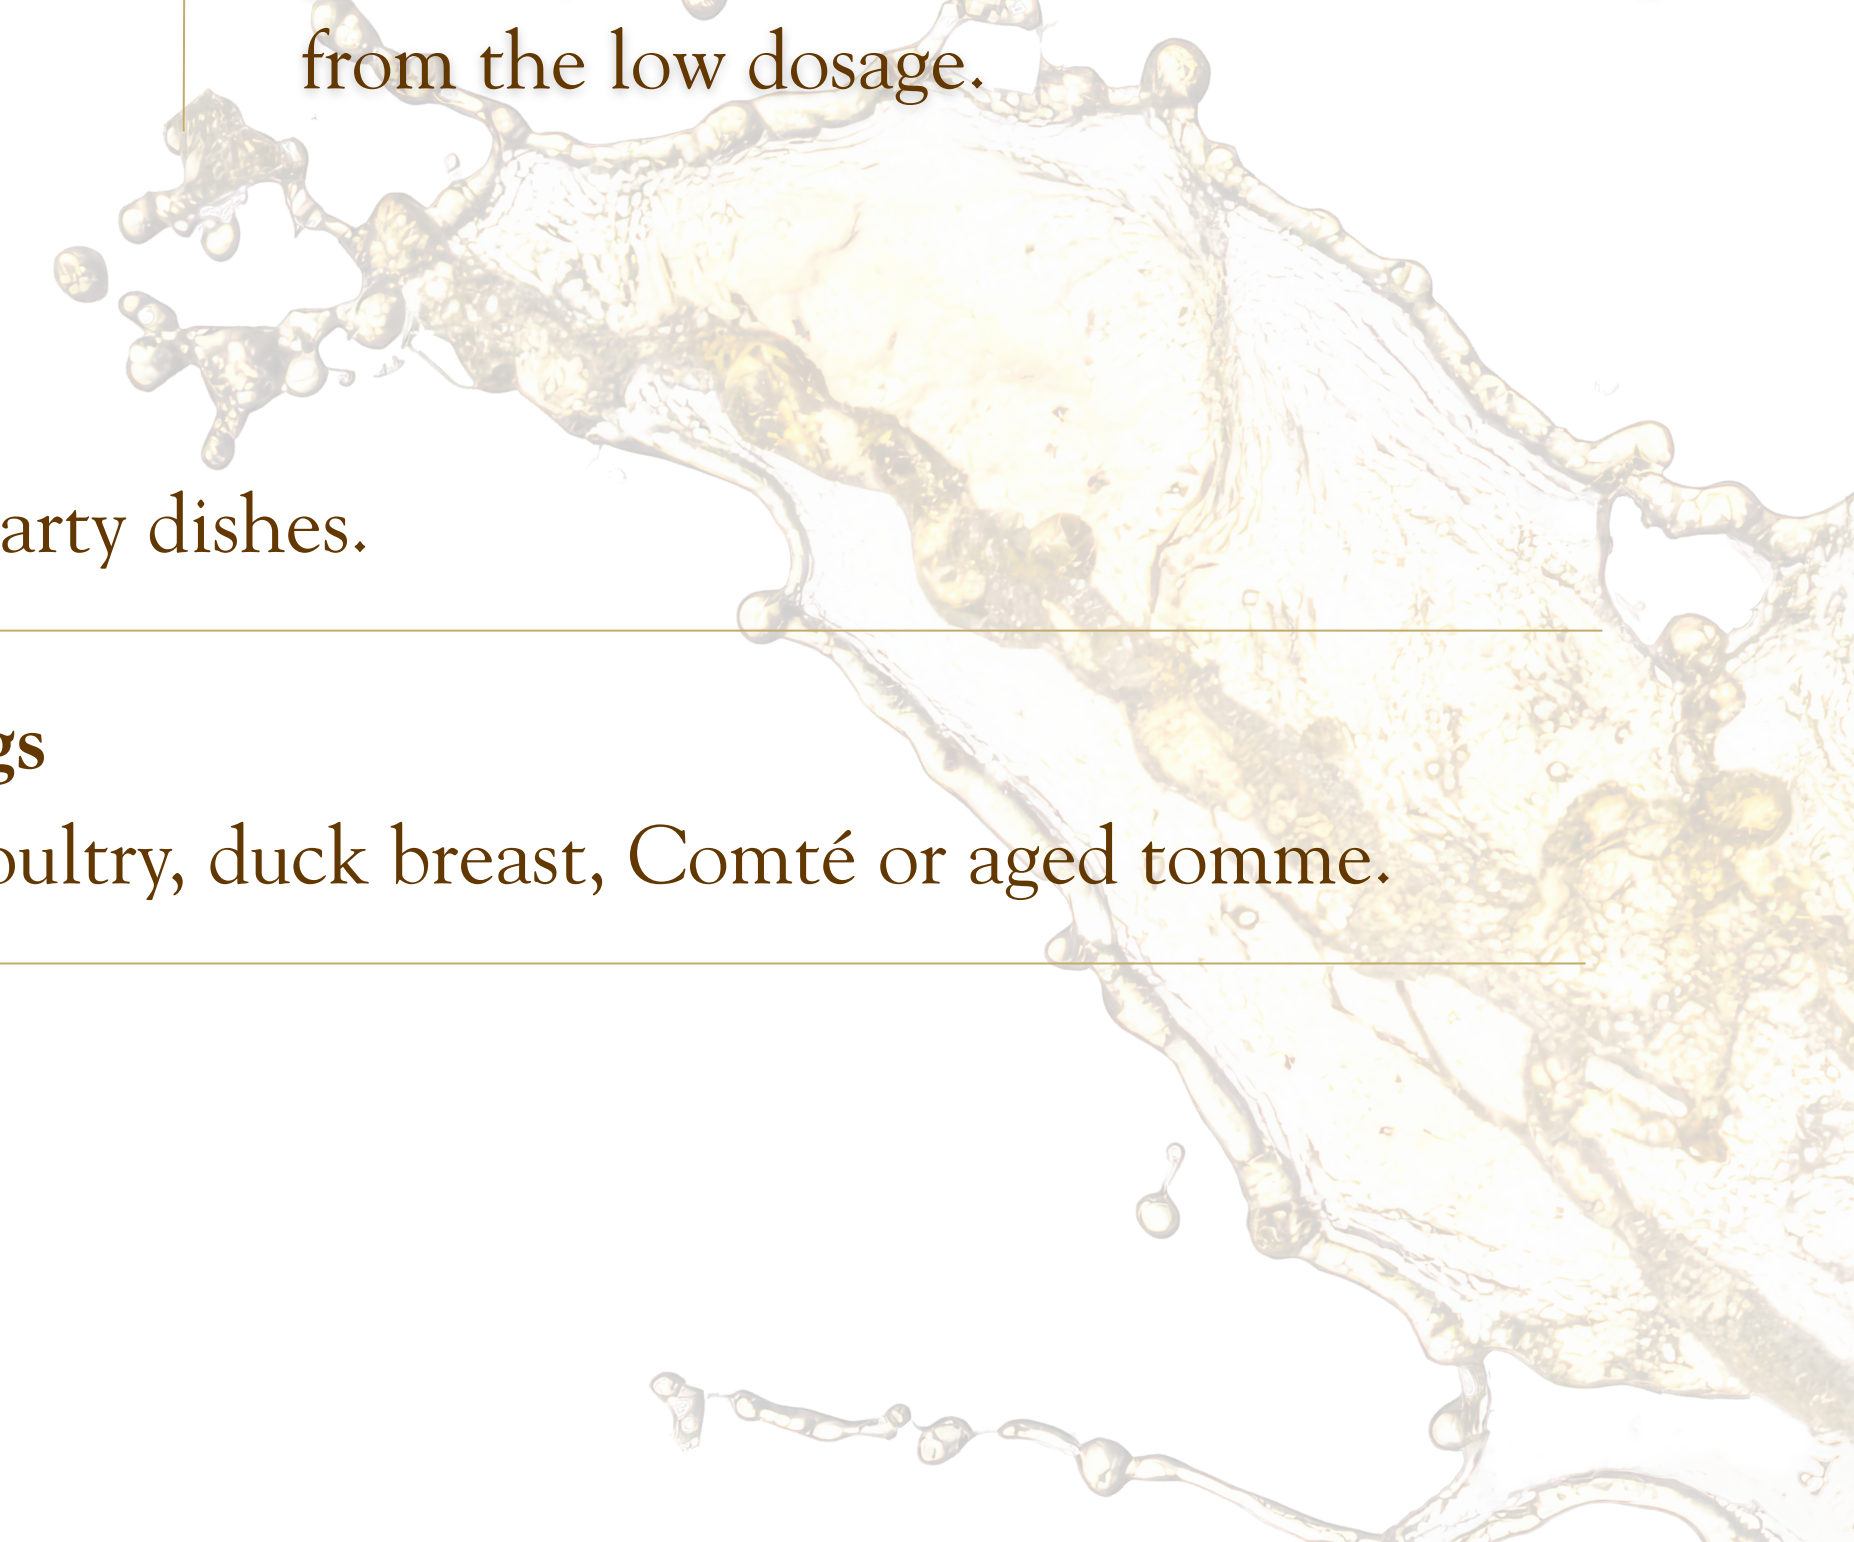 from the low dosage.
arty dishes.
gs
oultry, duck breast, Comté or aged tomme.